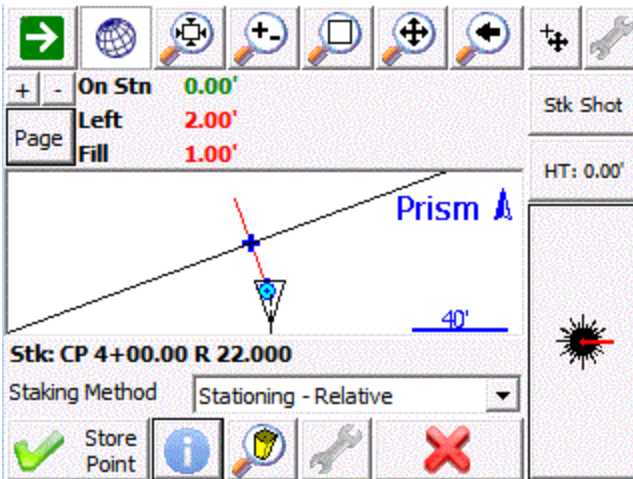 + - On Stn 0.00'
Stk Shot
Page
Left 2.00'
Fill 1.00'
HT: 0.00'
Prism
40'
Stk: CP 4+00.00 R 22.000
Staking Method Stationing - Relative
Store
Point